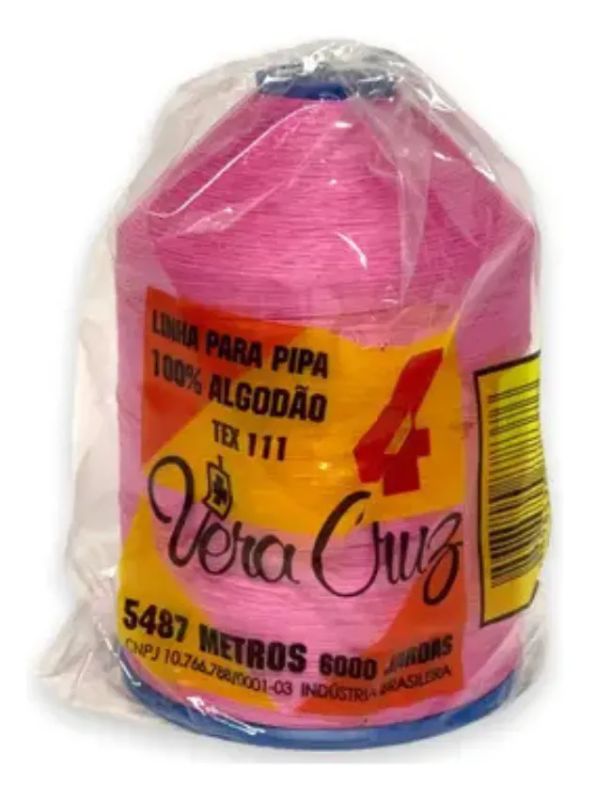 LINHA PARA PIPA
100% ALGODÃO
TEX 111
4
Vera Cruz
5487 METROS 6000 JARDAS
CNPJ 10.766.788/0001-03 INDÚSTRIA BRASILEIRA